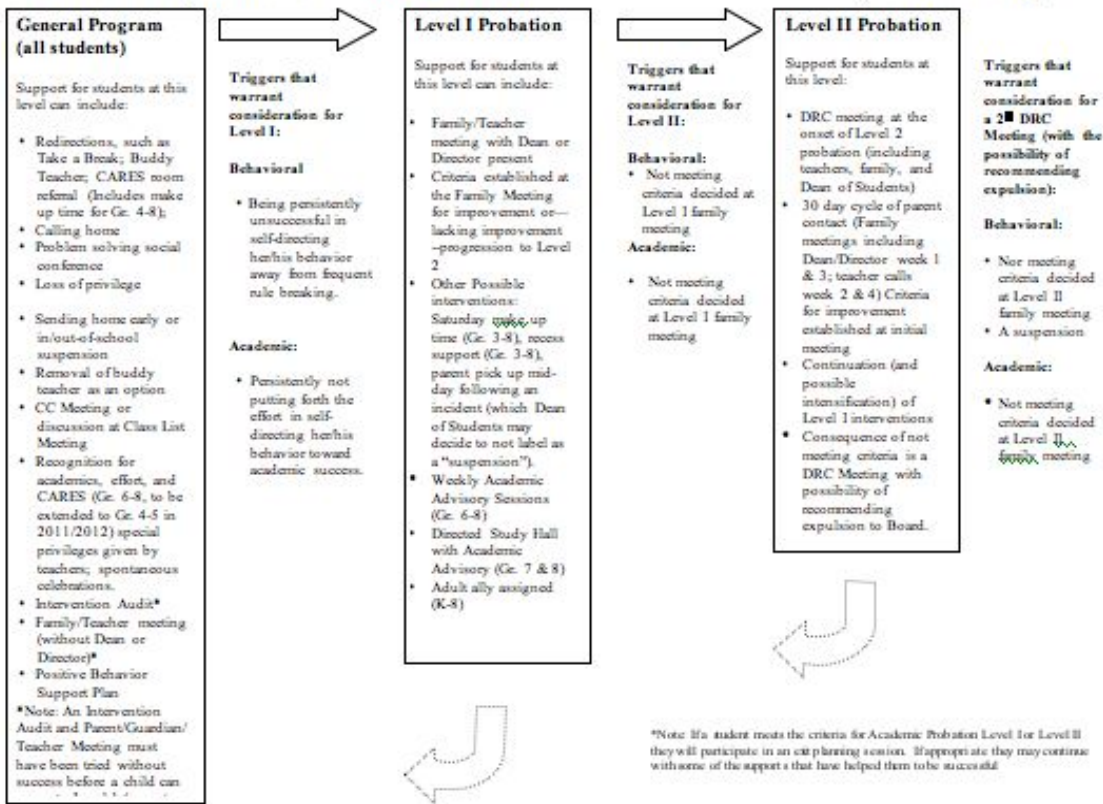 General Program
(all students)
Support for students at this
level can include:
• Redirections, such as
Take a Break; Buddy
Teacher; CARES room
referral (Includes make
up time for Gr. 4-8);
• Calling home
• Problem solving social
conference
• Loss of privilege
• Sending home early or
in/out-of-school
suspension
• Removal of buddy
teacher as an option
• CC Meeting or
discussion at Class List
Meeting
• Recognition for
academics, effort, and
CARES (Gr. 6-8, to be
extended to Gr. 4-5 in
2011/2012) special
privileges given by
teachers; spontaneous
celebrations.
• Intervention Audit*
• Family/Teacher meeting
(without Dean or
Director)*
• Positive Behavior
Support Plan
*Note: An Intervention
Audit and Parent/Guardian/
Teacher Meeting must
have been tried without
success before a child can
Triggers that
warrant
consideration for
Level I:
Behavioral
• Being persistently
unsuccessful in
self-directing
her/his behavior
away from frequent
rule breaking.
Academic:
• Persistently not
putting forth the
effort in self-
directing her/his
behavior toward
academic success.
Level I Probation
Support for students at
this level can include:
• Family/Teacher
meeting with Dean or
Director present
• Criteria established at
the Family Meeting
for improvement or—
lacking improvement
–progression to Level
2
• Other Possible
interventions:
Saturday make up
time (Gr. 3-8), recess
support (Gr. 3-8),
parent pick up mid-
day following an
incident (which Dean
of Students may
decide to not label as
a “suspension”).
• Weekly Academic
Advisory Sessions
(Gr. 6-8)
• Directed Study Hall
with Academic
Advisory (Gr. 7 & 8)
• Adult ally assigned
(K-8)
Triggers that
warrant
consideration for
Level II:
Behavioral:
• Not meeting
criteria decided at
Level I family
meeting
Academic:
• Not meeting
criteria decided
at Level I family
meeting
Level II Probation
Support for students at
this level:
• DRC meeting at the
onset of Level 2
probation (including
teachers, family, and
Dean of Students)
• 30 day cycle of parent
contact (Family
meetings including
Dean/Director week 1
& 3; teacher calls
week 2 & 4) Criteria
for improvement
established at initial
meeting
• Continuation (and
possible
intensification) of
Level I interventions
• Consequence of not
meeting criteria is a
DRC Meeting with
possibility of
recommending
expulsion to Board.
Triggers that
warrant
consideration for
a 2 DRC
Meeting (with the
possibility of
recommending
expulsion):
Behavioral:
• Nor meeting
criteria decided
at Level II
family meeting
• A suspension
Academic:
• Not meeting
criteria decided
at Level II
family meeting
*Note: If a student meets the criteria for Academic Probation Level I or Level II
they will participate in an exit planning session. If appropriate they may continue
with some of the supports that have helped them to be successful